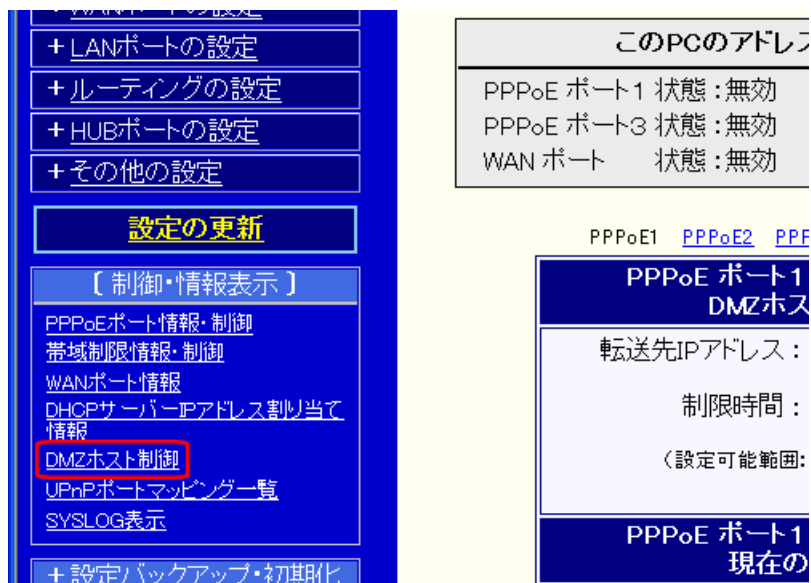 +LANポートの設定
+ルーティングの設定
+HUBポートの設定
+その他の設定
設定の更新
〔制御・情報表示〕
PPPoEポート情報・制御
帯域制限情報・制御
WANポート情報
DHCPサーバーIPアドレス割り当て
情報
DMZホスト制御
UPnPポートマッピング一覧
SYSLOG表示
+設定バックアップ・初期化
このPCのアドレス
PPPoE ポート1 状態:無効
PPPoE ポート3 状態:無効
WAN ポート 状態:無効
PPPoE1 PPPoE2 PPP
PPPoE ポート1
DMZホス
転送先IPアドレス:
制限時間:
(設定可能範囲:
PPPoE ポート1
現在の